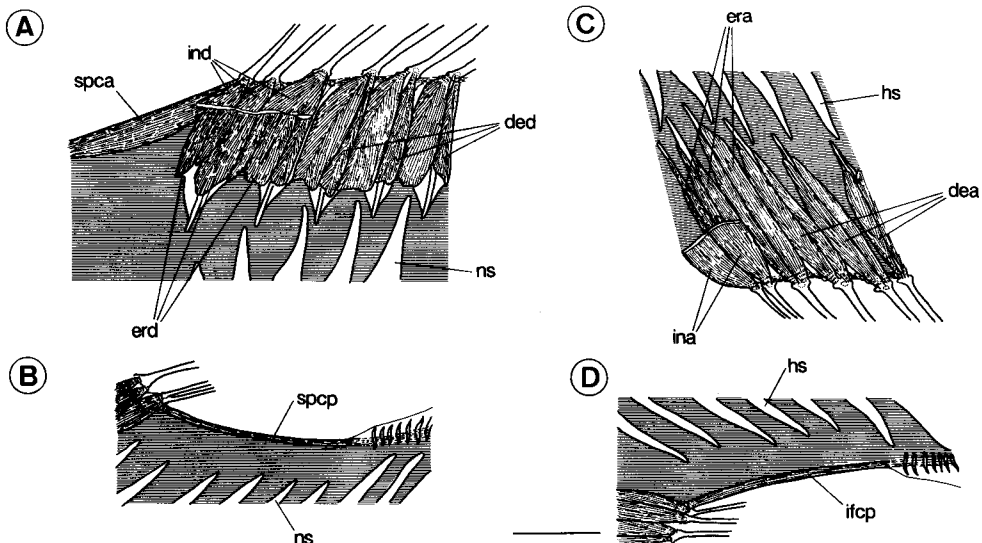 A
ind
spca
ded
ns
erd
C
era
hs
dea
ina
B
spcp
ns
D
hs
ifcp